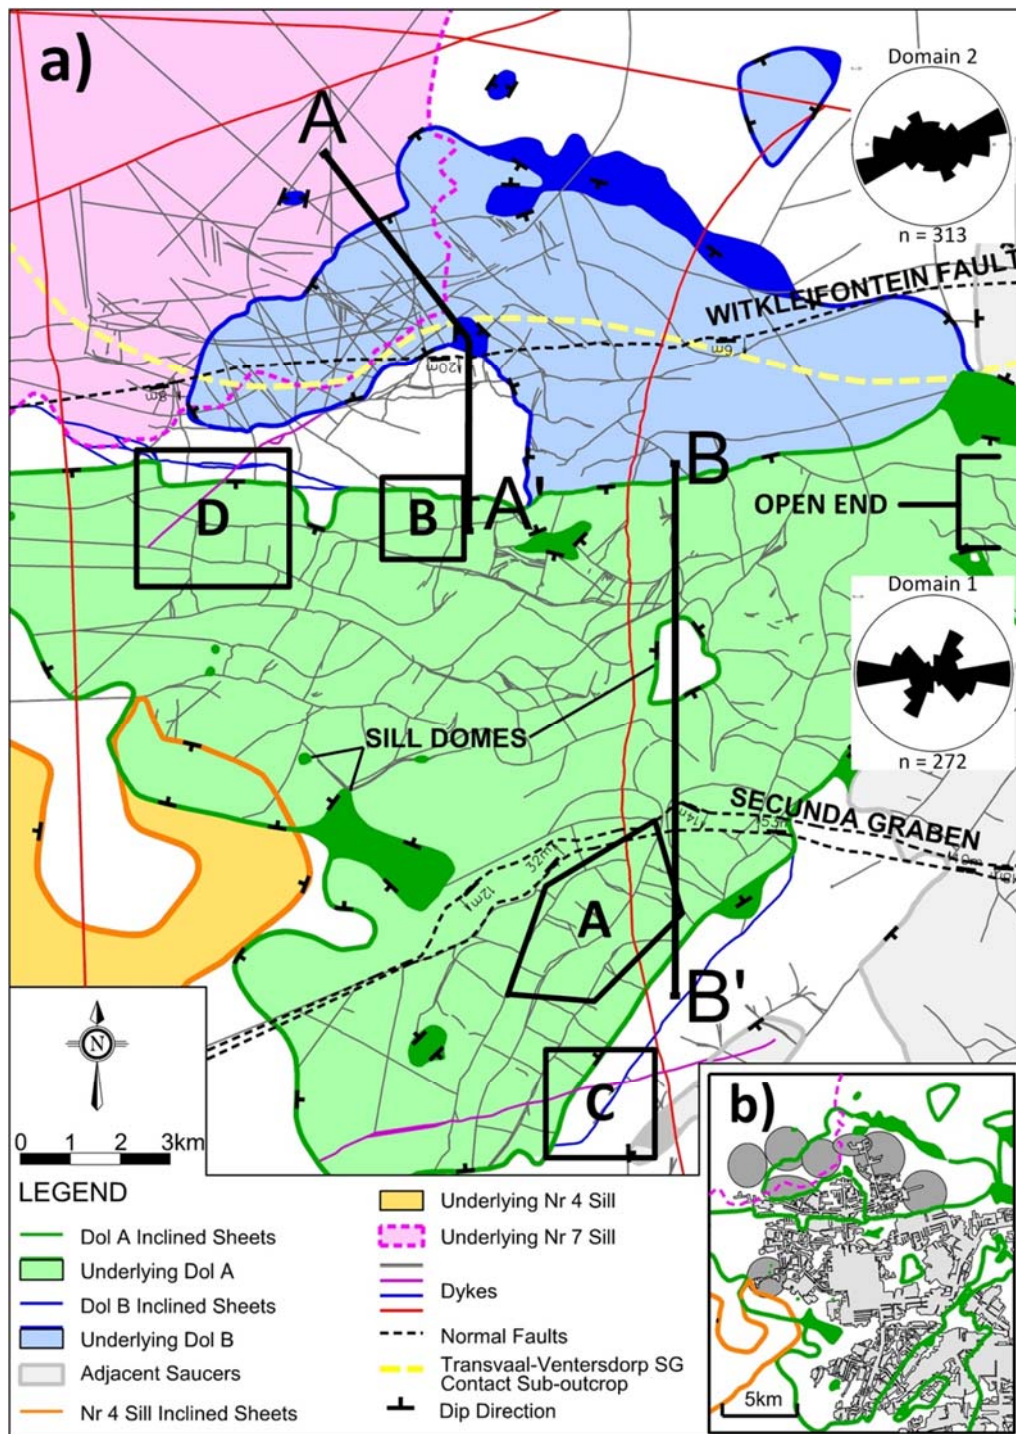 a)
A
Domain 2
n = 313
WITKLEIFONTEIN FAULT
6m
20m
8m
B
D
B
A'
OPEN END
Domain 1
n = 272
SILL DOMES
SECUNDA GRABEN
14m
32m
12m
A
B'
C
N
0 1 2 3km
LEGEND
Dol A Inclined Sheets
Underlying Dol A
Dol B Inclined Sheets
Underlying Dol B
Adjacent Saucers
Nr 4 Sill Inclined Sheets
Underlying Nr 4 Sill
Underlying Nr 7 Sill
Dykes
Normal Faults
Transvaal-Ventersdorp SG
Contact Sub-outcrop
Dip Direction
b)
5km